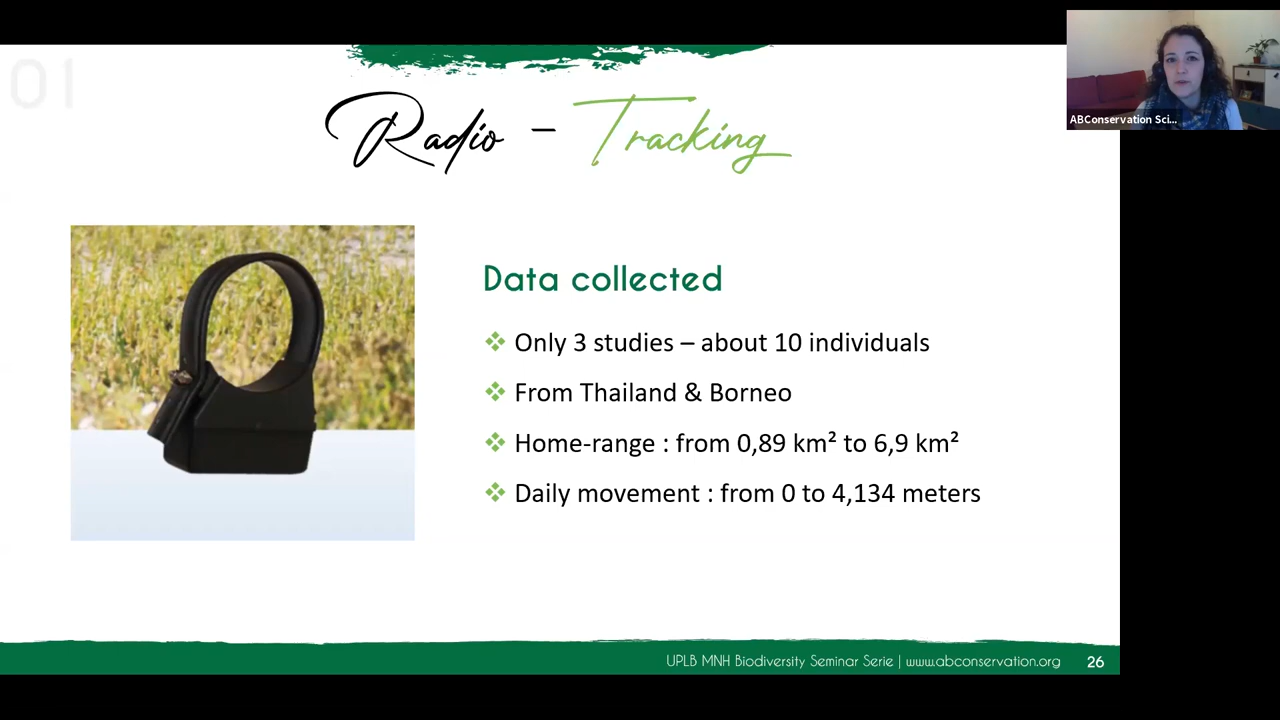 01
Radio - Tracking
ABConservation Sci...
Data collected
Only 3 studies – about 10 individuals
From Thailand & Borneo
Home-range : from 0,89 km² to 6,9 km²
Daily movement : from 0 to 4,134 meters
UPLB MNH Biodiversity Seminar Serie | www.abconservation.org 26